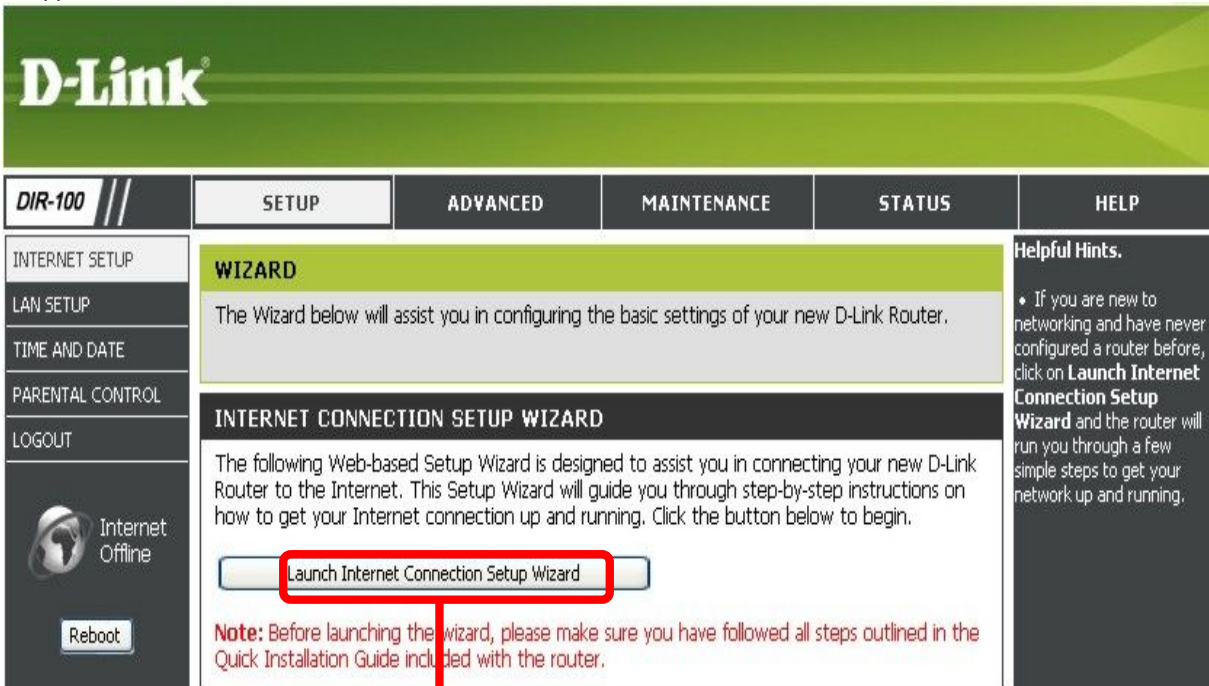 D-Link
DIR-100
SETUP
ADVANCED
MAINTENANCE
STATUS
HELP
INTERNET SETUP
LAN SETUP
TIME AND DATE
PARENTAL CONTROL
LOGOUT
Internet
Offline
Reboot
WIZARD
The Wizard below will assist you in configuring the basic settings of your new D-Link Router.
INTERNET CONNECTION SETUP WIZARD
The following Web-based Setup Wizard is designed to assist you in connecting your new D-Link
Router to the Internet. This Setup Wizard will guide you through step-by-step instructions on
how to get your Internet connection up and running. Click the button below to begin.
Launch Internet Connection Setup Wizard
Note: Before launching the wizard, please make sure you have followed all steps outlined in the
Quick Installation Guide included with the router.
Helpful Hints.
• If you are new to
networking and have never
configured a router before,
click on Launch Internet
Connection Setup
Wizard and the router will
run you through a few
simple steps to get your
network up and running.